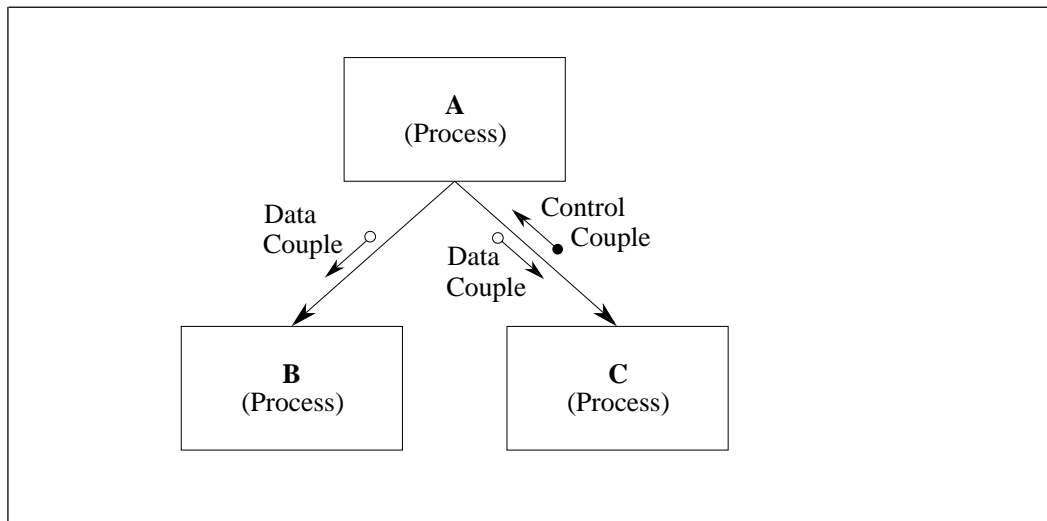 A
(Process)
Data
Couple
Control
Couple
Data
Couple
B
(Process)
C
(Process)